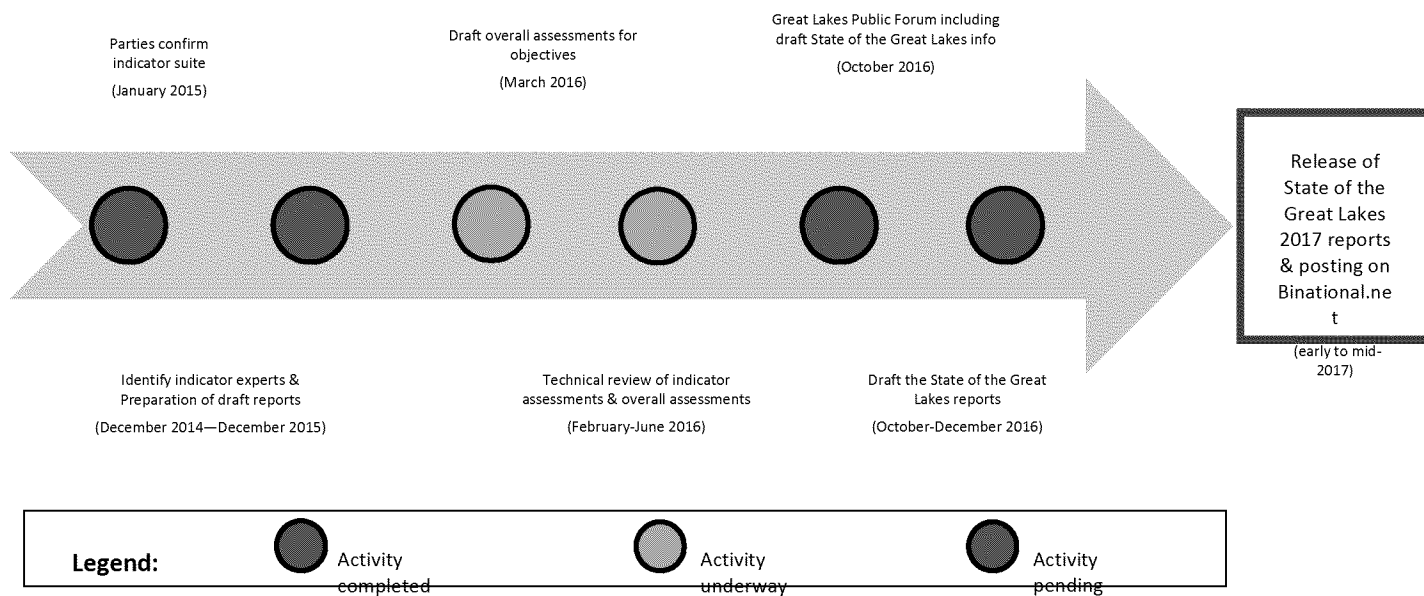 Parties confirm
indicator suite
(January 2015)
Draft overall assessments for
objectives
(March 2016)
Great Lakes Public Forum including
draft State of the Great Lakes info
(October 2016)
Release of
State of the
Great Lakes
2017 reports
& posting on
Binational.ne
t
(early to mid-
2017)
Identify indicator experts &
Preparation of draft reports
(December 2014—December 2015)
Technical review of indicator
assessments & overall assessments
(February-June 2016)
Draft the State of the Great
Lakes reports
(October-December 2016)
Legend:
Activity
completed
Activity
underway
Activity
pending